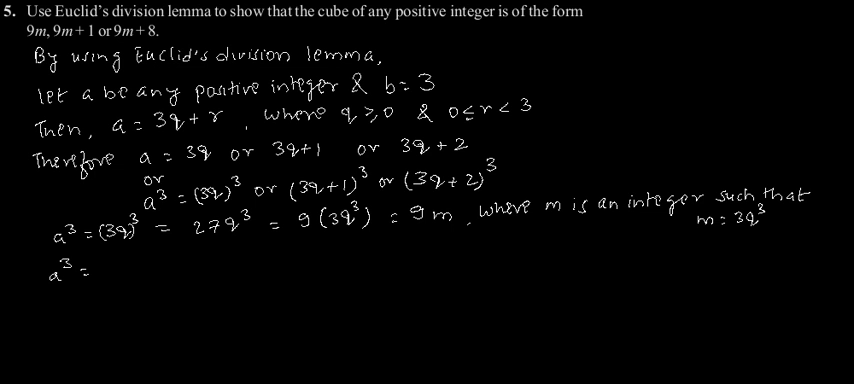 5. Use Euclid's division lemma to show that the cube of any positive integer is of the form
9m, 9m + 1 or 9m + 8.
By using Euclid's division lemma,
let a be any positive integer & b = 3
Then, a = 3q + r , where q ≥ 0 & 0 ≤ r < 3
Therefore a = 3q or 3q+1 or 3q + 2
or
a³ = (3q)³ or (3q+1)³ or (3q+2)³
a³ = (3q)³ = 27q³ = 9(3q³) = 9m, where m is an integer such that
m = 3q³
a³ =